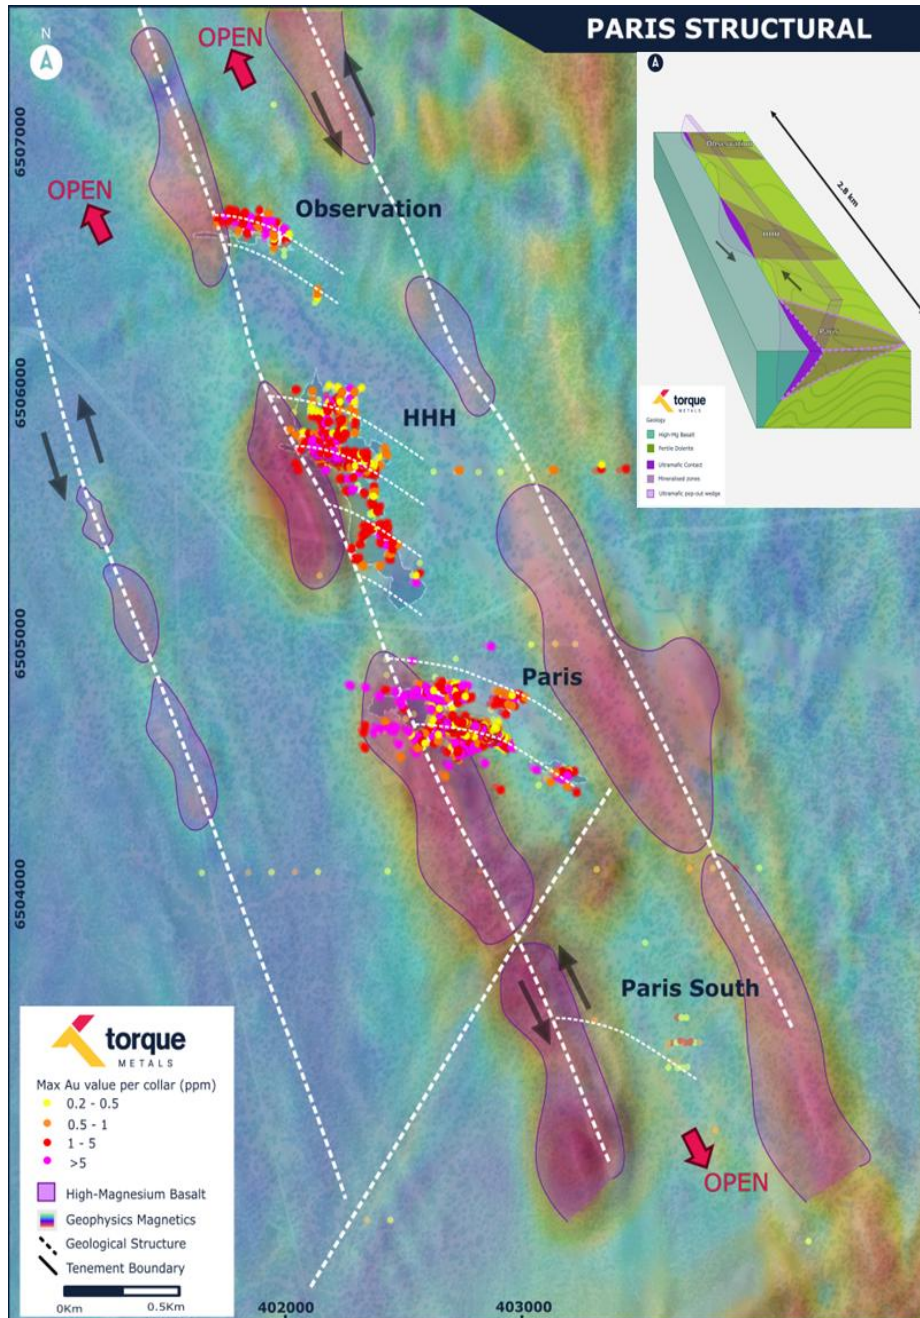 PARIS STRUCTURAL
N
A
OPEN
OPEN
6507000
Observation
6506000
HHH
6505000
Paris
6504000
Paris South
OPEN
402000
403000
A
Observation
HHH
Paris
2.8 km
torque
METALS
Geology
High-Mg Basalt
Fertile Dolerite
Ultramafic Contact
Mineralised zones
Ultramafic pop-out wedge
torque
METALS
Max Au value per collar (ppm)
0.2 - 0.5
0.5 - 1
1 - 5
>5
High-Magnesium Basalt
Geophysics Magnetics
Geological Structure
Tenement Boundary
0Km
0.5Km